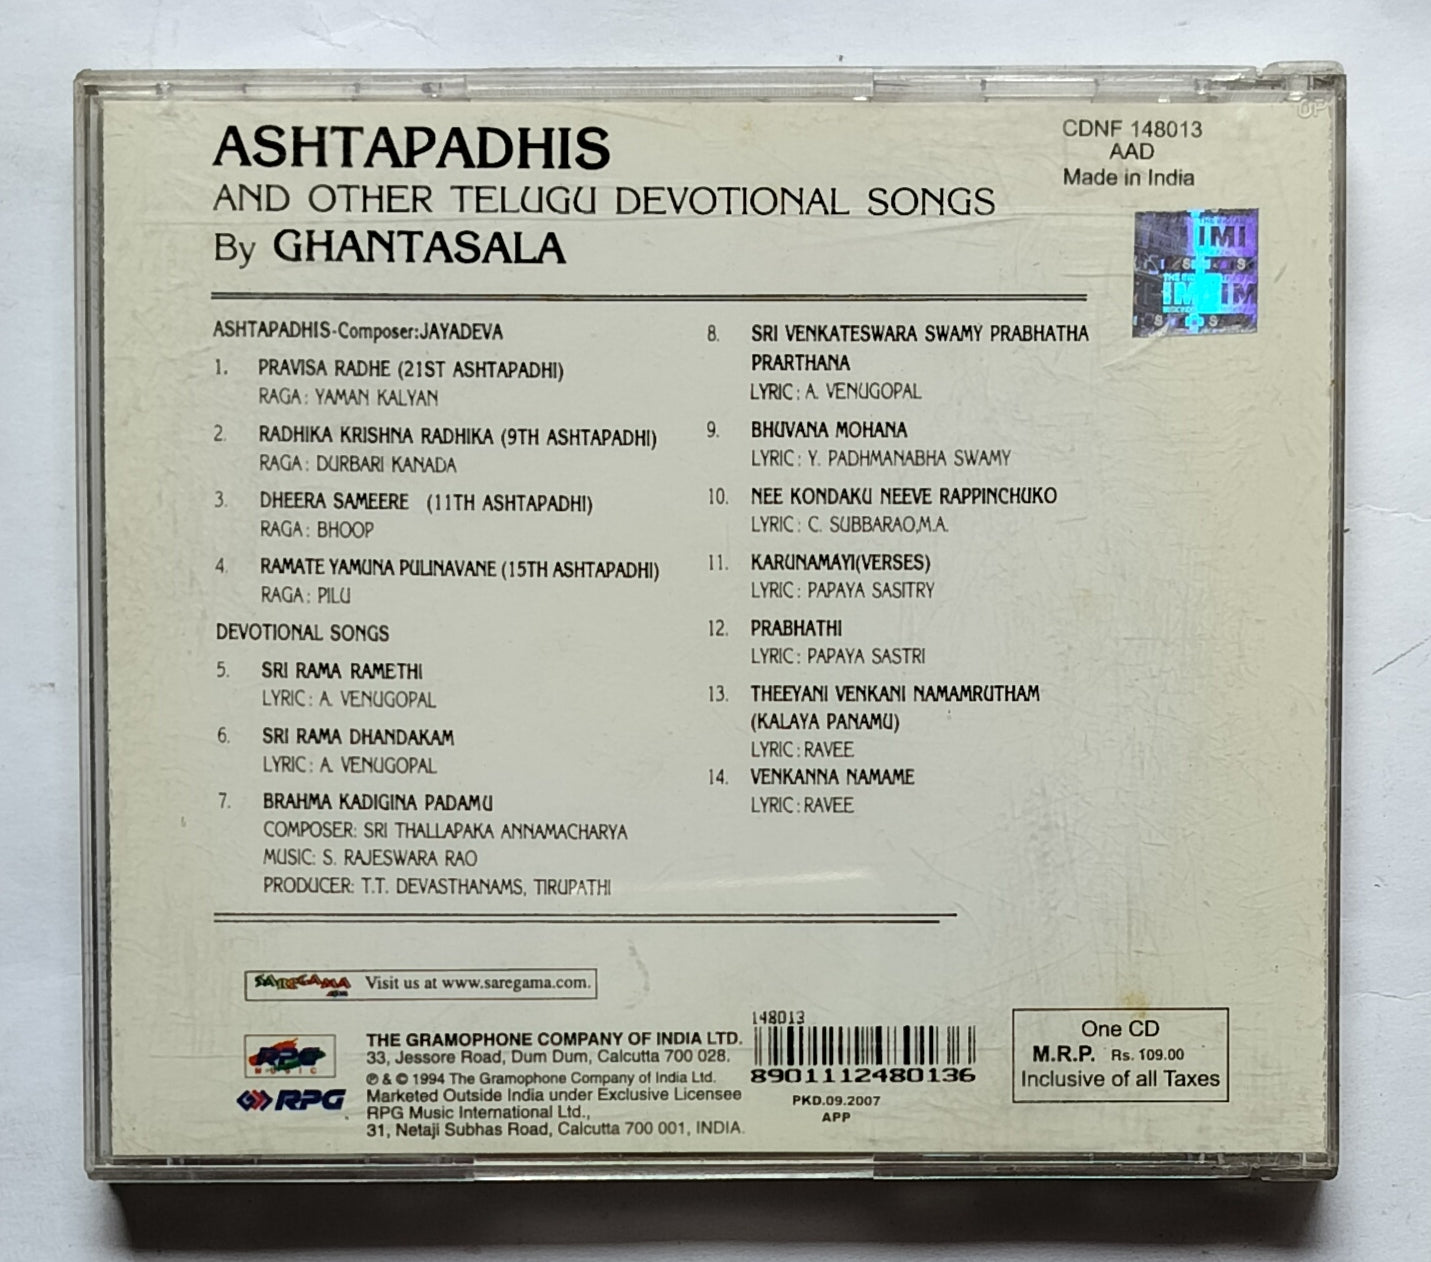 ASHTAPADHIS
AND OTHER TELUGU DEVOTIONAL SONGS
By GHANTASALA
CDNF 148013
AAD
Made in India
IMI
ASHTAPADHIS-Composer:JAYADEVA
1. PRAVISA RADHE (21ST ASHTAPADHI)
RAGA: YAMAN KALYAN
2. RADHIKA KRISHNA RADHIKA (9TH ASHTAPADHI)
RAGA: DURBARI KANADA
3. DHEERA SAMEERE (11TH ASHTAPADHI)
RAGA: BHOOP
4. RAMATE YAMUNA PULINAVANE (15TH ASHTAPADHI)
RAGA: PILU
DEVOTIONAL SONGS
5. SRI RAMA RAMETHI
LYRIC: A. VENUGOPAL
6. SRI RAMA DHANDAKAM
LYRIC: A. VENUGOPAL
7. BRAHMA KADIGINA PADAMU
COMPOSER: SRI THALLAPAKA ANNAMACHARYA
MUSIC: S. RAJESWARA RAO
PRODUCER: T.T. DEVASTHANAMS, TIRUPATHI
8. SRI VENKATESWARA SWAMY PRABHATHA
PRARTHANA
LYRIC: A. VENUGOPAL
9. BHUVANA MOHANA
LYRIC: Y. PADHMANABHA SWAMY
10. NEE KONDAKU NEEVE RAPPINCHUKO
LYRIC: C. SUBBARAO,M.A.
11. KARUNAMAYI(VERSES)
LYRIC: PAPAYA SASITRY
12. PRABHATHI
LYRIC: PAPAYA SASTRI
13. THEEYANI VENKANI NAMAMRUTHAM
(KALAYA PANAMU)
LYRIC: RAVEE
14. VENKANNA NAMAME
LYRIC: RAVEE
SAREGAMA .com Visit us at www.saregama.com.
RPG
MUSIC
RPG
THE GRAMOPHONE COMPANY OF INDIA LTD.
33, Jessore Road, Dum Dum, Calcutta 700 028.
℗ & © 1994 The Gramophone Company of India Ltd.
Marketed Outside India under Exclusive Licensee
RPG Music International Ltd.,
31, Netaji Subhas Road, Calcutta 700 001, INDIA.
148013
8901112480136
PKD.09.2007
APP
One CD
M.R.P. Rs. 109.00
Inclusive of all Taxes